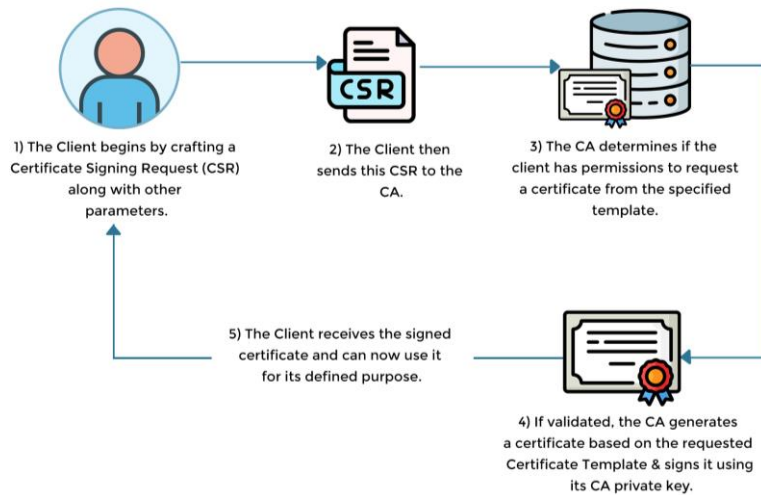 CSR
1) The Client begins by crafting a
Certificate Signing Request (CSR)
along with other
parameters.
2) The Client then
sends this CSR to the
CA.
3) The CA determines if the
client has permissions to request
a certificate from the specified
template.
4) If validated, the CA generates
a certificate based on the requested
Certificate Template & signs it using
its CA private key.
5) The Client receives the signed
certificate and can now use it
for its defined purpose.